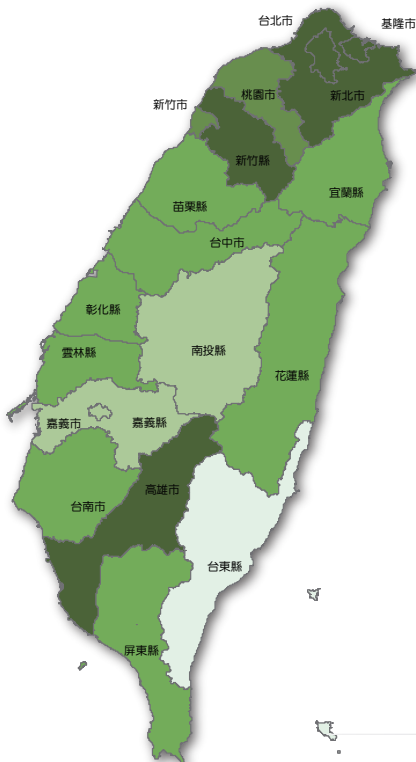 台北市
基隆市
桃園市
新北市
新竹市
新竹縣
宜蘭縣
苗栗縣
台中市
彰化縣
南投縣
雲林縣
花蓮縣
嘉義市
嘉義縣
高雄市
台南市
台東縣
屏東縣